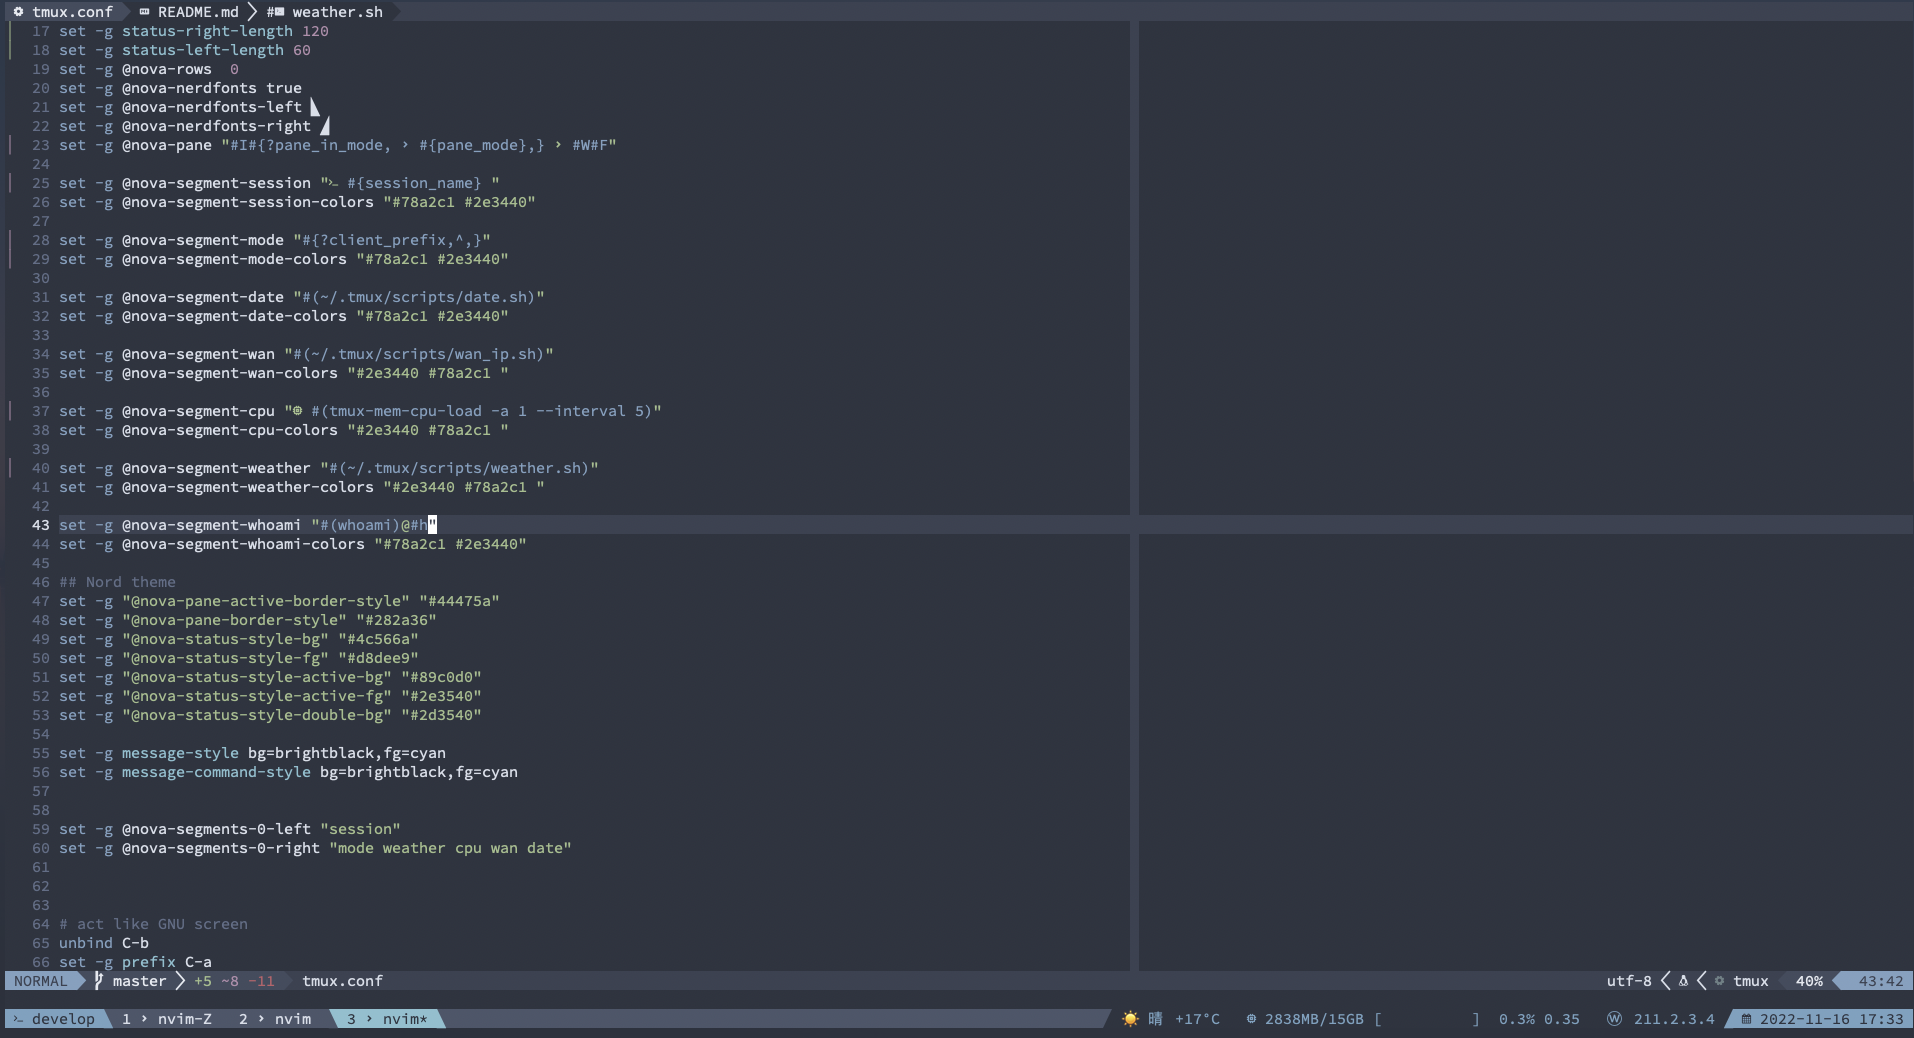 tmux.conf README.md weather.sh
17 set -g status-right-length 120
18 set -g status-left-length 60
19 set -g @nova-rows  0
20 set -g @nova-nerdfonts true
21 set -g @nova-nerdfonts-left
22 set -g @nova-nerdfonts-right
23 set -g @nova-pane "#I#{?pane_in_mode, › #{pane_mode},} › #W#F"
24
25 set -g @nova-segment-session " #{session_name} "
26 set -g @nova-segment-session-colors "#78a2c1 #2e3440"
27
28 set -g @nova-segment-mode "#{?client_prefix,^,}"
29 set -g @nova-segment-mode-colors "#78a2c1 #2e3440"
30
31 set -g @nova-segment-date "#(~/.tmux/scripts/date.sh)"
32 set -g @nova-segment-date-colors "#78a2c1 #2e3440"
33
34 set -g @nova-segment-wan "#(~/.tmux/scripts/wan_ip.sh)"
35 set -g @nova-segment-wan-colors "#2e3440 #78a2c1 "
36
37 set -g @nova-segment-cpu " #(tmux-mem-cpu-load -a 1 --interval 5)"
38 set -g @nova-segment-cpu-colors "#2e3440 #78a2c1 "
39
40 set -g @nova-segment-weather "#(~/.tmux/scripts/weather.sh)"
41 set -g @nova-segment-weather-colors "#2e3440 #78a2c1 "
42
43 set -g @nova-segment-whoami "#(whoami)@#h"
44 set -g @nova-segment-whoami-colors "#78a2c1 #2e3440"
45
46 ## Nord theme
47 set -g "@nova-pane-active-border-style" "#44475a"
48 set -g "@nova-pane-border-style" "#282a36"
49 set -g "@nova-status-style-bg" "#4c566a"
50 set -g "@nova-status-style-fg" "#d8dee9"
51 set -g "@nova-status-style-active-bg" "#89c0d0"
52 set -g "@nova-status-style-active-fg" "#2e3540"
53 set -g "@nova-status-style-double-bg" "#2d3540"
54
55 set -g message-style bg=brightblack,fg=cyan
56 set -g message-command-style bg=brightblack,fg=cyan
57
58
59 set -g @nova-segments-0-left "session"
60 set -g @nova-segments-0-right "mode weather cpu wan date"
61
62
63
64 # act like GNU screen
65 unbind C-b
66 set -g prefix C-a
NORMAL master +5 ~8 -11 tmux.conf utf-8 tmux 40% 43:42
develop 1 › nvim-Z 2 › nvim 3 › nvim* 晴 +17°C 2838MB/15GB [ ] 0.3% 0.35 Ⓦ 211.2.3.4 2022-11-16 17:33